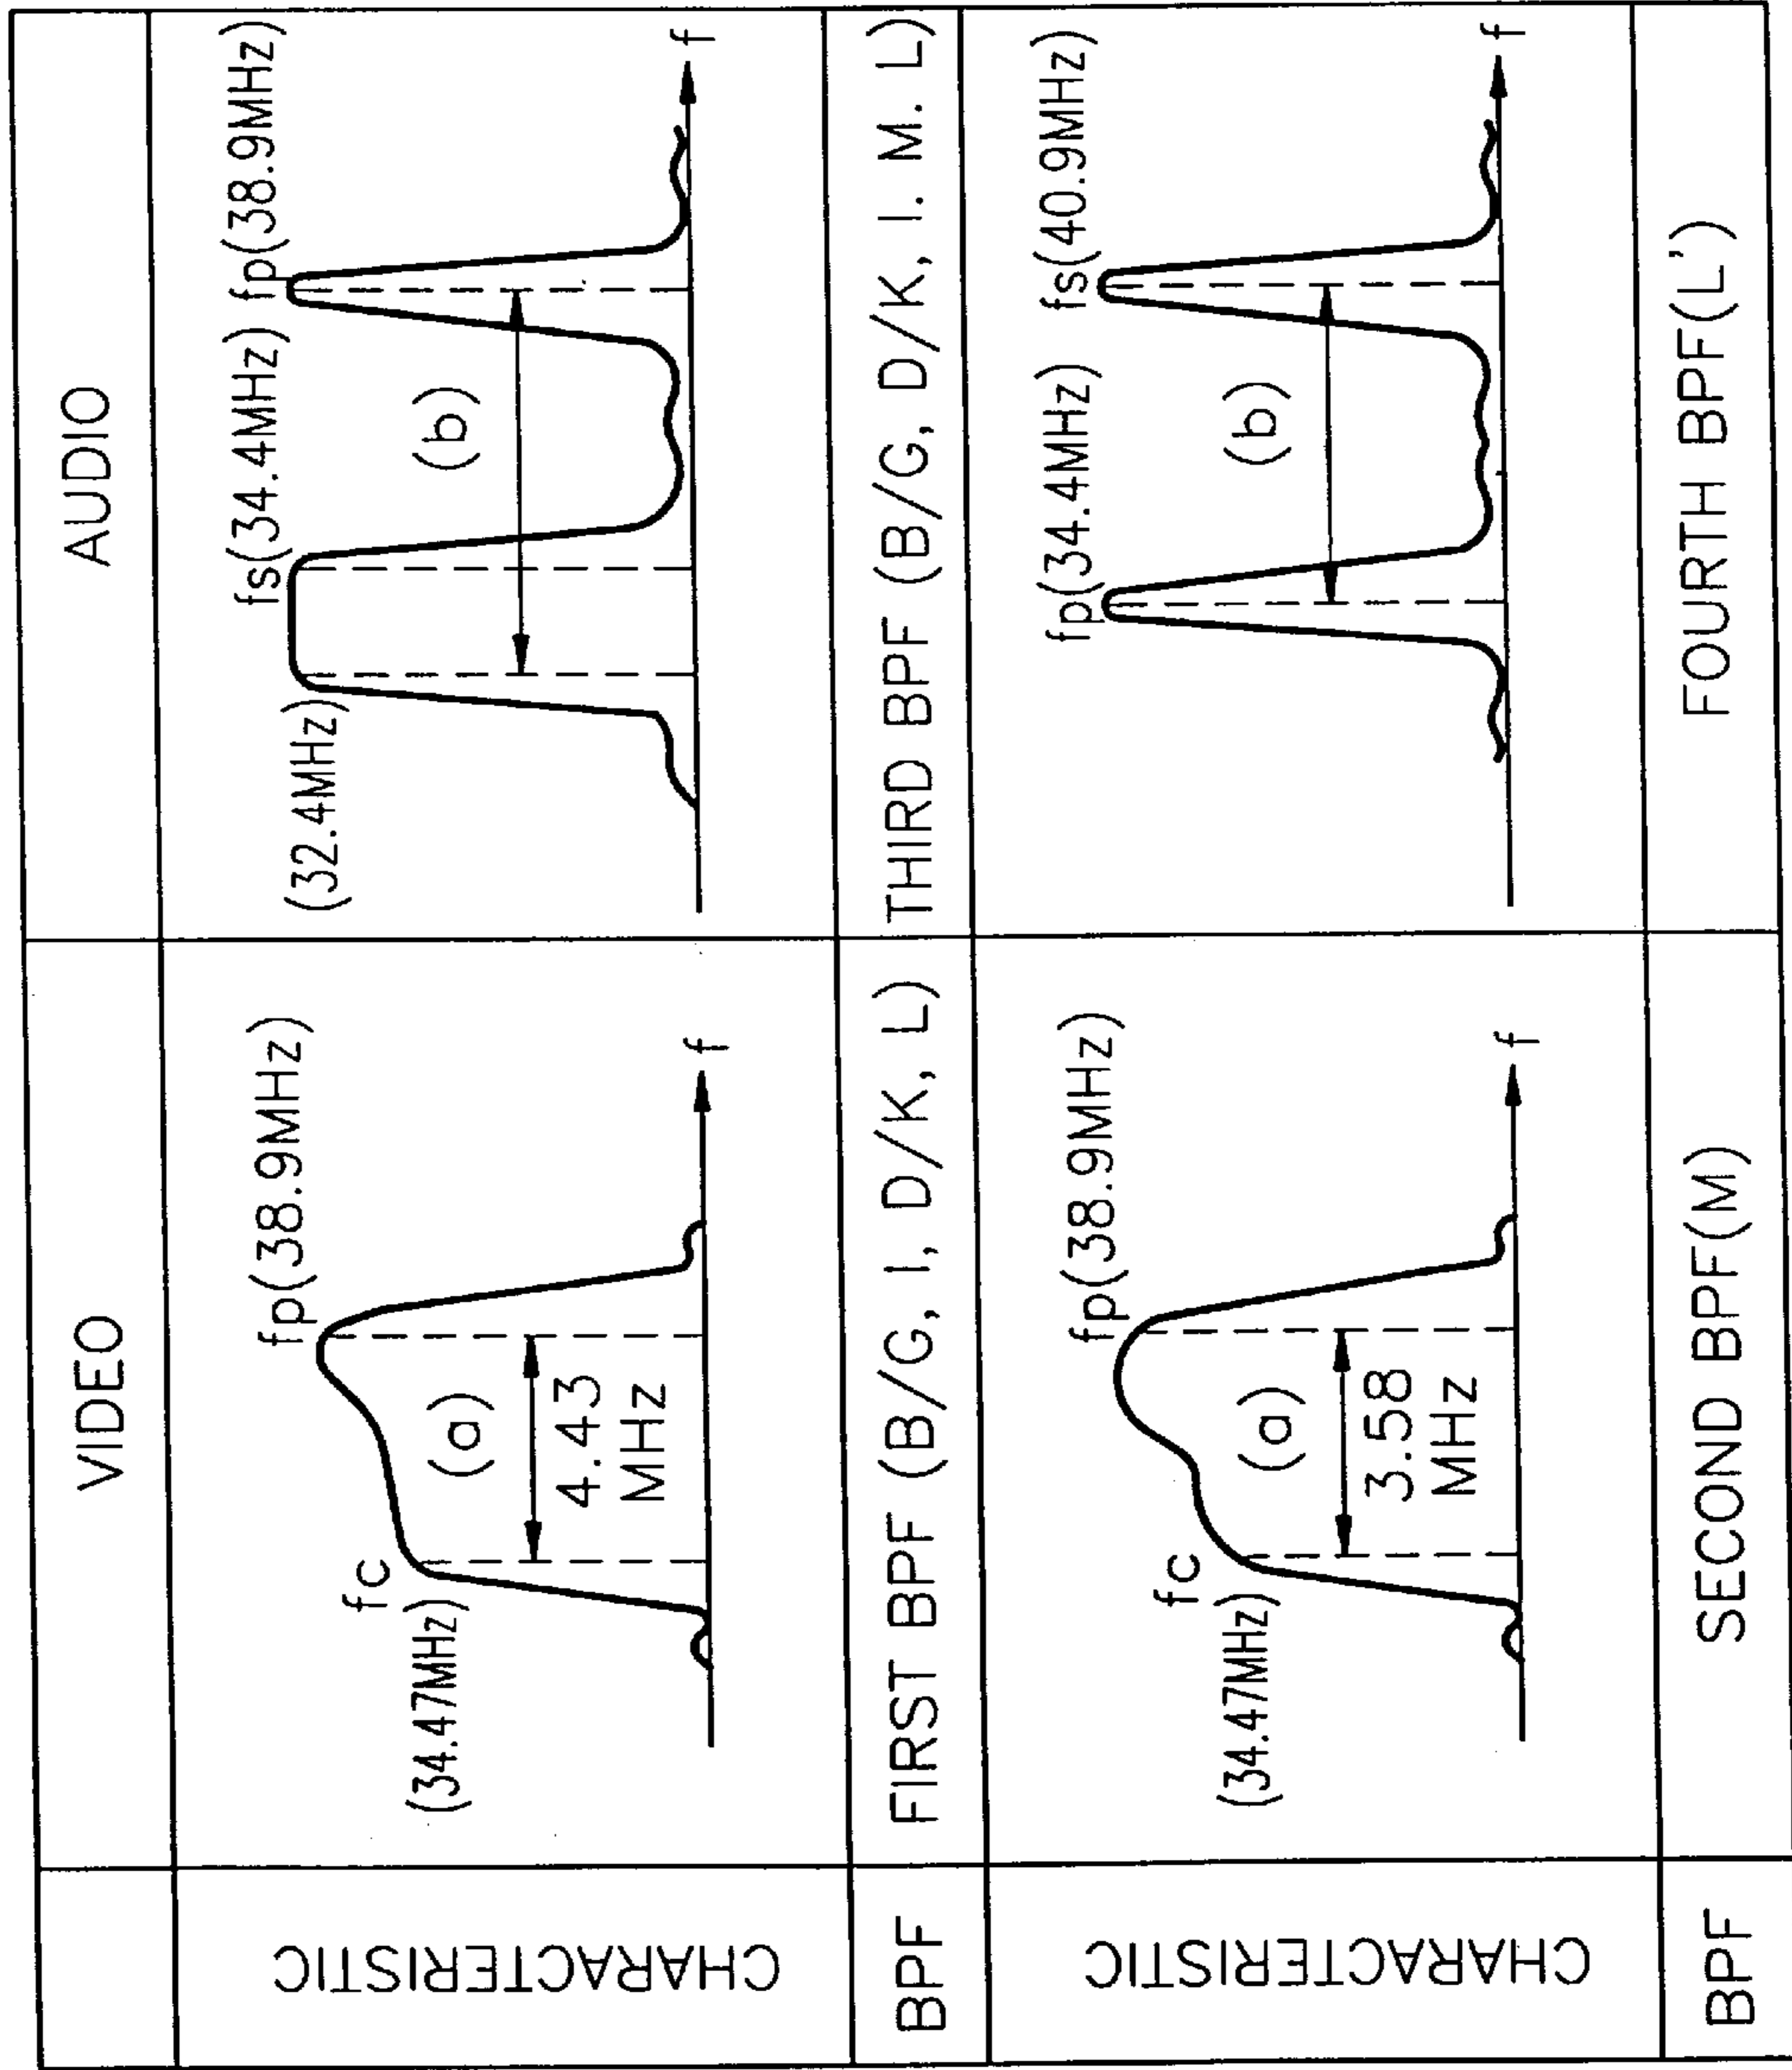 VIDEO
AUDIO
CHARACTERISTIC
fp(38.9MHz)
fc
(34.47MHz)
(a)
4.43
MHz
f
fs(34.4MHz) fp(38.9MHz)
(32.4MHz)
(b)
f
BPF
FIRST BPF (B/G, I, D/K, L)
THIRD BPF (B/G, D/K, I. M. L)
CHARACTERISTIC
fp(38.9MHz)
fc
(34.47MHz)
(a)
3.58
MHz
f
fp(34.4MHz)
fs(40.9MHz)
(b)
f
BPF
SECOND BPF(M)
FOURTH BPF(L')